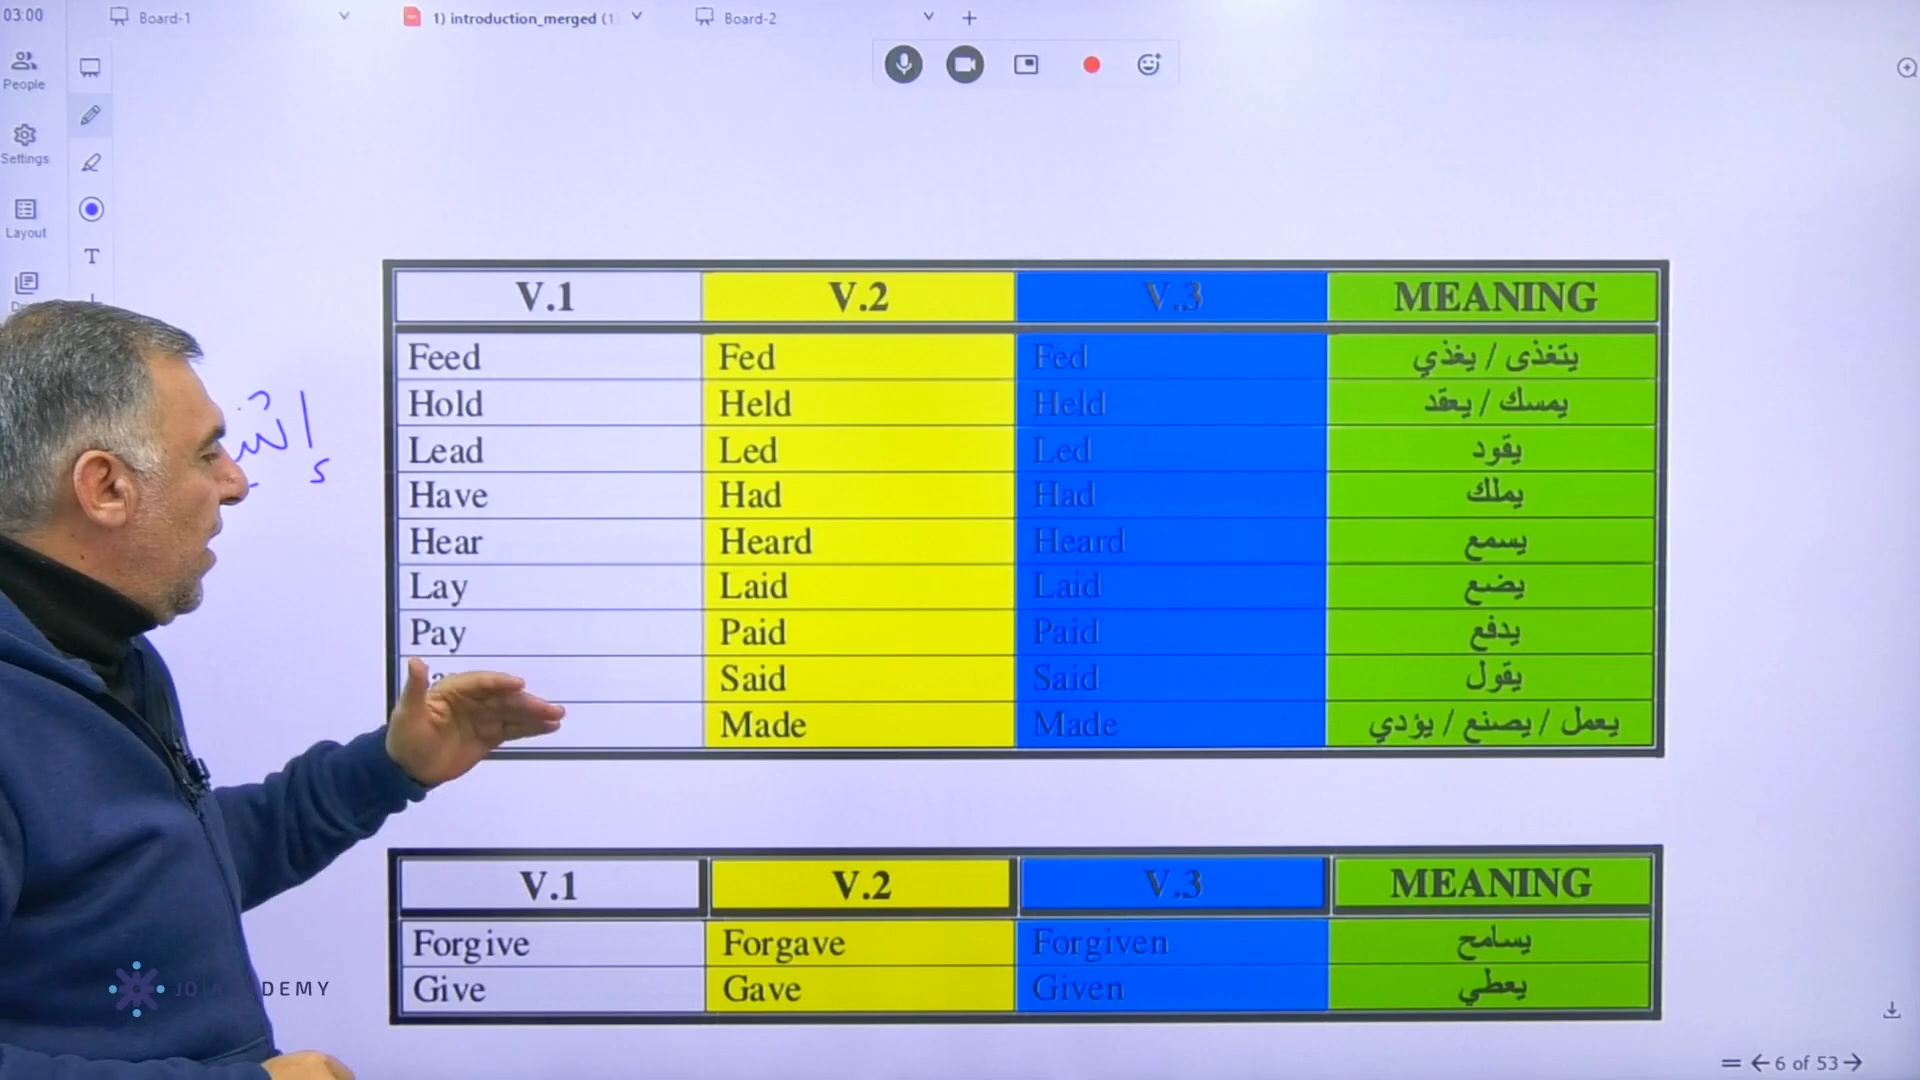 03:00
Board-1
1) introduction_merged (1
Board-2
People
Settings
Layout
T
V.1 V.2 V.3 MEANING
Feed Fed Fed يتغذى / يغذي
Hold Held Held يمسك / يعقد
Lead Led Led يقود
Have Had Had يملك
Hear Heard Heard يسمع
Lay Laid Laid يضع
Pay Paid Paid يدفع
Said Said يقول
Made Made يعمل / يصنع / يؤدي
V.1 V.2 V.3 MEANING
Forgive Forgave Forgiven يسامح
Give Gave Given يعطي
6 of 53